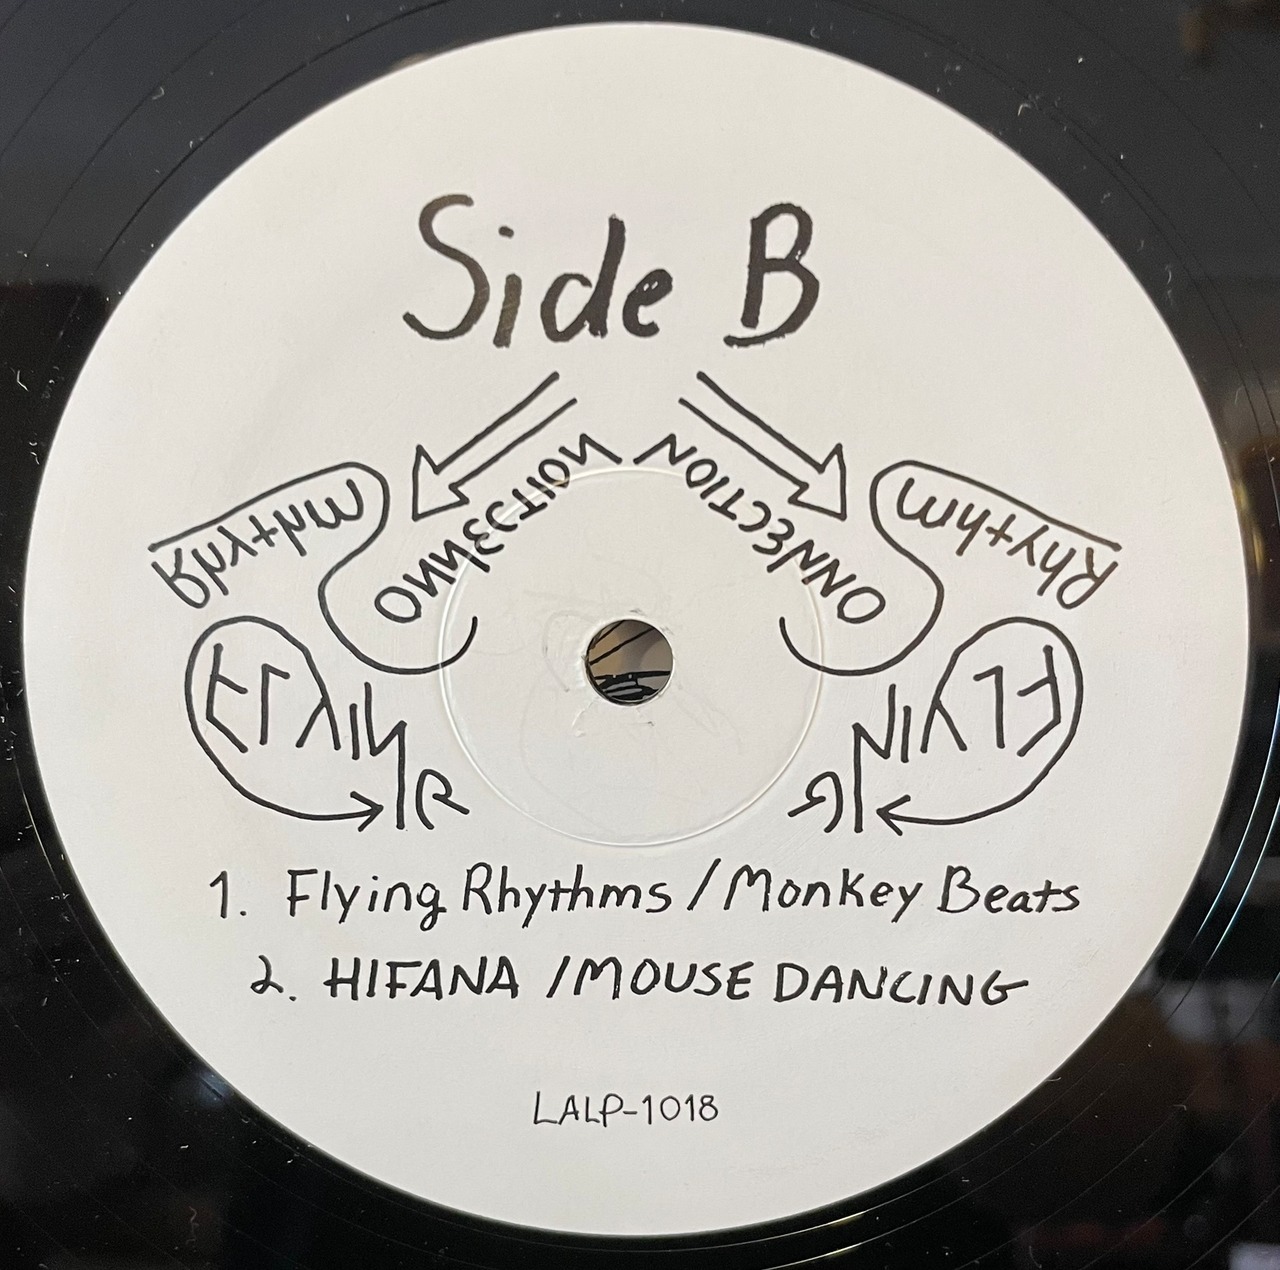 Side B
Rhythm
Rhythm
CONNECTION
CONNECTION
FLYIN
FLYIN
1. Flying Rhythms / Monkey Beats
2. HIFANA / MOUSE DANCING
LALP-1018